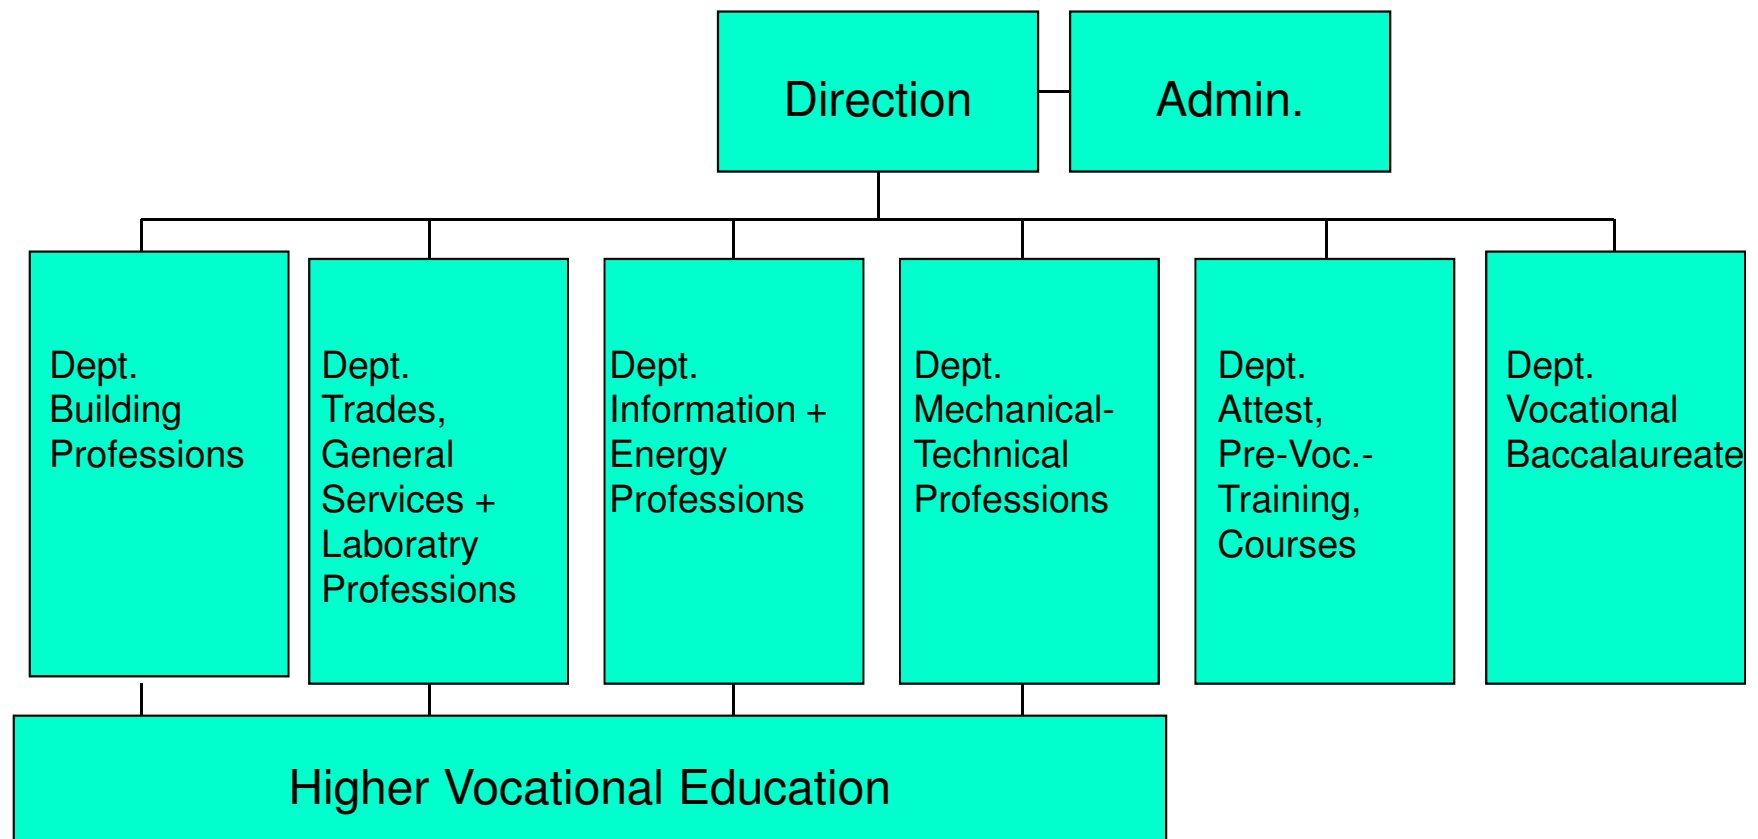 Direction
Admin.
Dept.
Building
Professions
Dept.
Trades,
General
Services +
Laboratry
Professions
Dept.
Information +
Energy
Professions
Dept.
Mechanical-
Technical
Professions
Dept.
Attest,
Pre-Voc.-
Training,
Courses
Dept.
Vocational
Baccalaureate
Higher Vocational Education